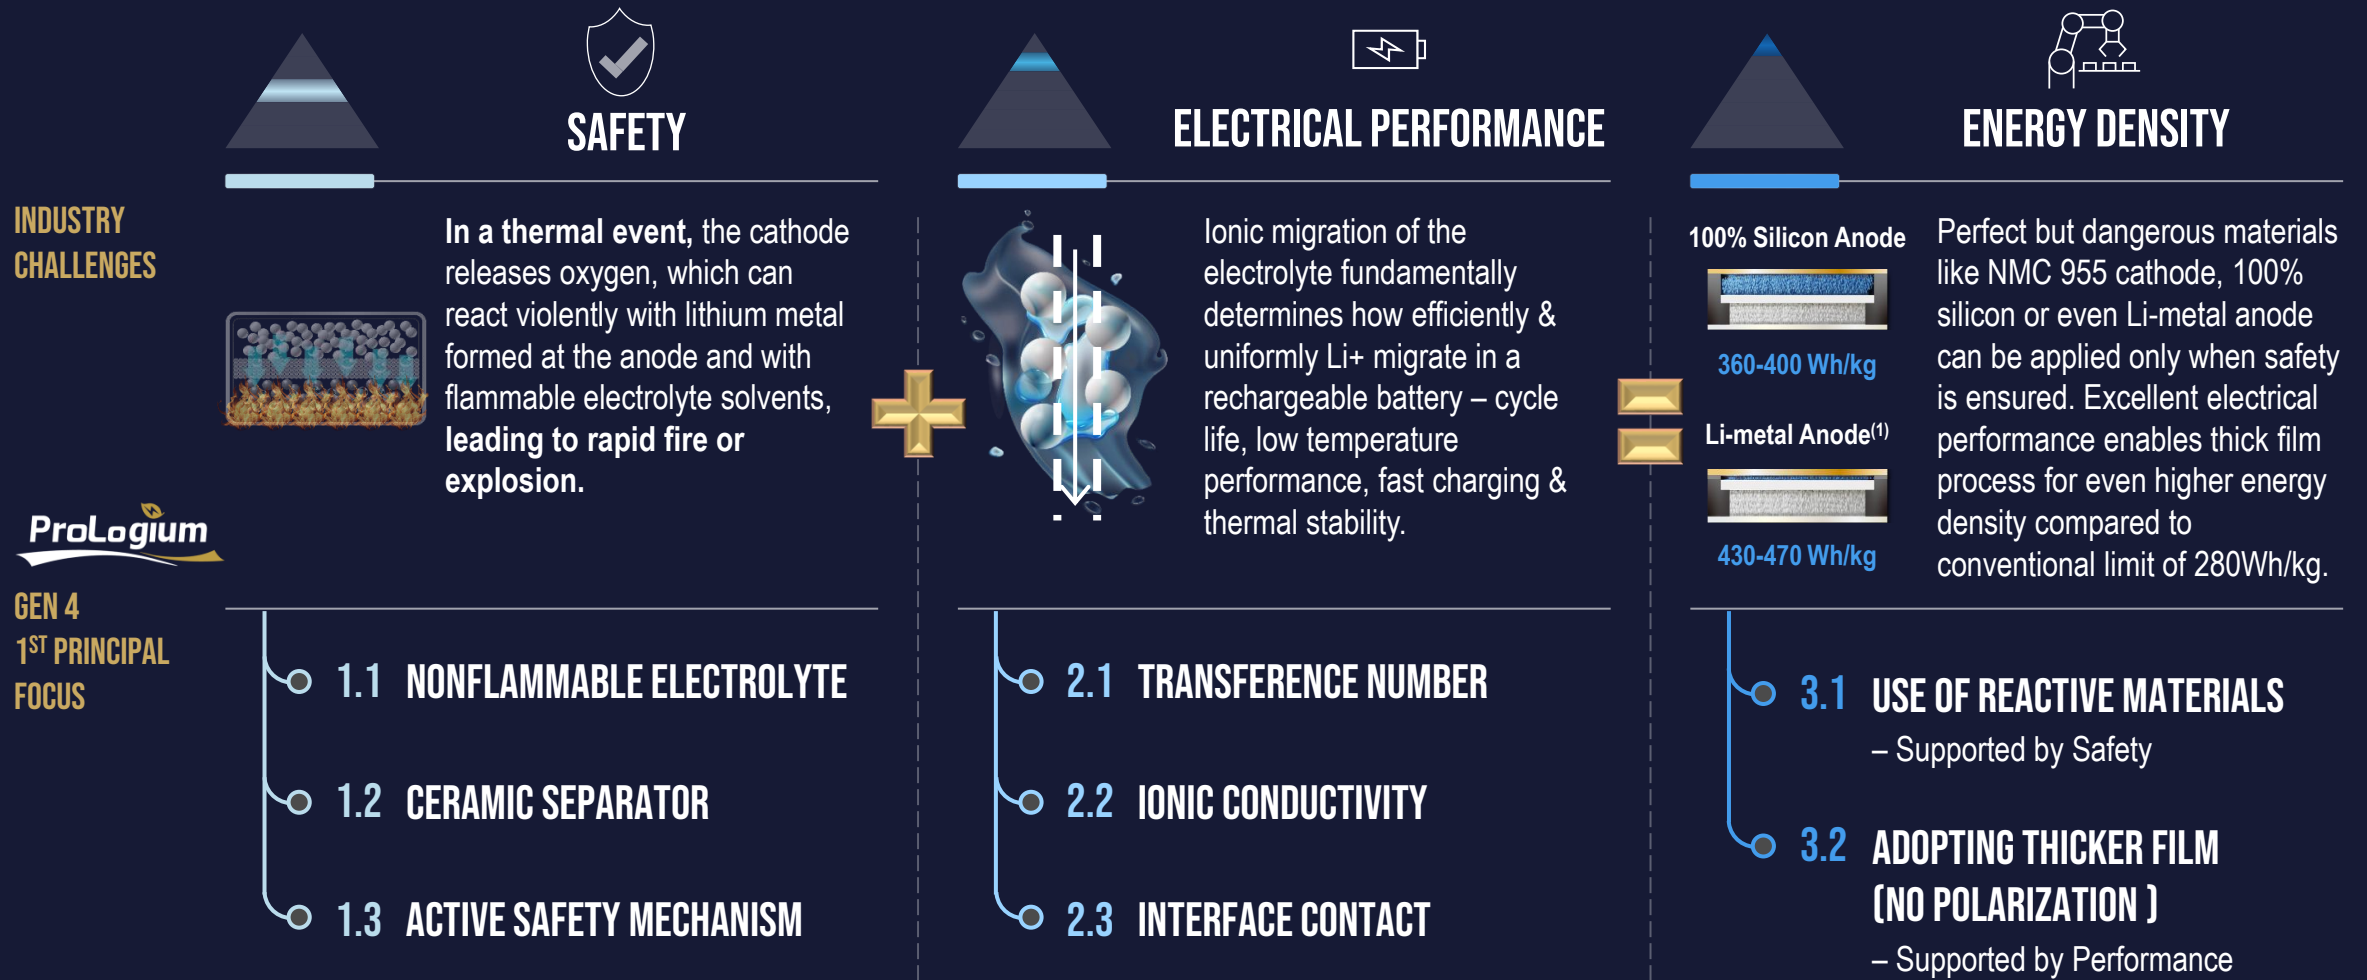 SAFETY
ELECTRICAL PERFORMANCE
ENERGY DENSITY
INDUSTRY
CHALLENGES
In a thermal event, the cathode
releases oxygen, which can
react violently with lithium metal
formed at the anode and with
flammable electrolyte solvents,
leading to rapid fire or
explosion.
Ionic migration of the
electrolyte fundamentally
determines how efficiently &
uniformly Li+ migrate in a
rechargeable battery – cycle
life, low temperature
performance, fast charging &
thermal stability.
100% Silicon Anode
360-400 Wh/kg
Li-metal Anode(1)
430-470 Wh/kg
Perfect but dangerous materials
like NMC 955 cathode, 100%
silicon or even Li-metal anode
can be applied only when safety
is ensured. Excellent electrical
performance enables thick film
process for even higher energy
density compared to
conventional limit of 280Wh/kg.
ProLogium
GEN 4
1ST PRINCIPAL
FOCUS
1.1 NONFLAMMABLE ELECTROLYTE
1.2 CERAMIC SEPARATOR
1.3 ACTIVE SAFETY MECHANISM
2.1 TRANSFERENCE NUMBER
2.2 IONIC CONDUCTIVITY
2.3 INTERFACE CONTACT
3.1 USE OF REACTIVE MATERIALS
– Supported by Safety
3.2 ADOPTING THICKER FILM
(NO POLARIZATION )
– Supported by Performance